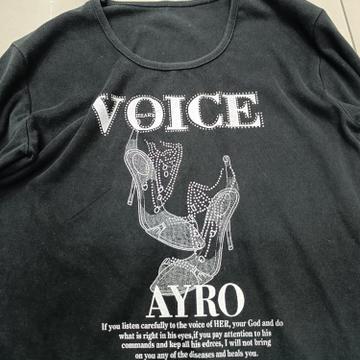 VOICE
HEART
AYRO
If you listen carefully to the voice of HER, your God and do
what is right in his eyes,if you pay attention to his
commands and kep all his edrces, I will not bring
on you any of the diseases and heals you.